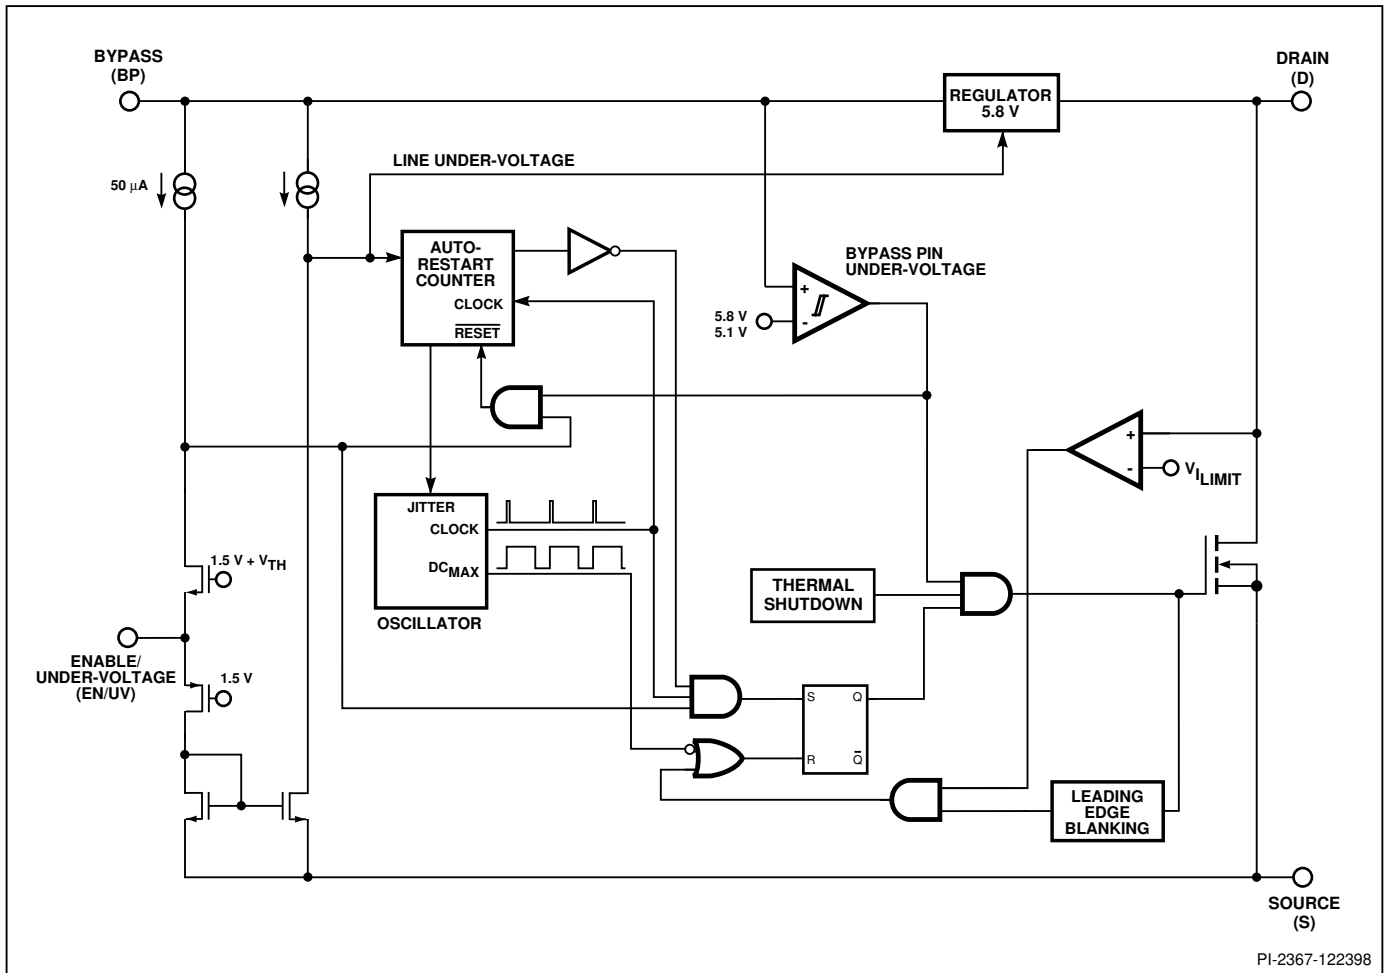 BYPASS
(BP)
DRAIN
(D)
REGULATOR
5.8 V
LINE UNDER-VOLTAGE
50 µA
AUTO-
RESTART
COUNTER
CLOCK
RESET
BYPASS PIN
UNDER-VOLTAGE
+
-
5.8 V
5.1 V
+
-
VILIMIT
JITTER
CLOCK
DCMAX
OSCILLATOR
1.5 V + VTH
THERMAL
SHUTDOWN
ENABLE/
UNDER-VOLTAGE
(EN/UV)
1.5 V
S
Q
R
Q
LEADING
EDGE
BLANKING
SOURCE
(S)
PI-2367-122398